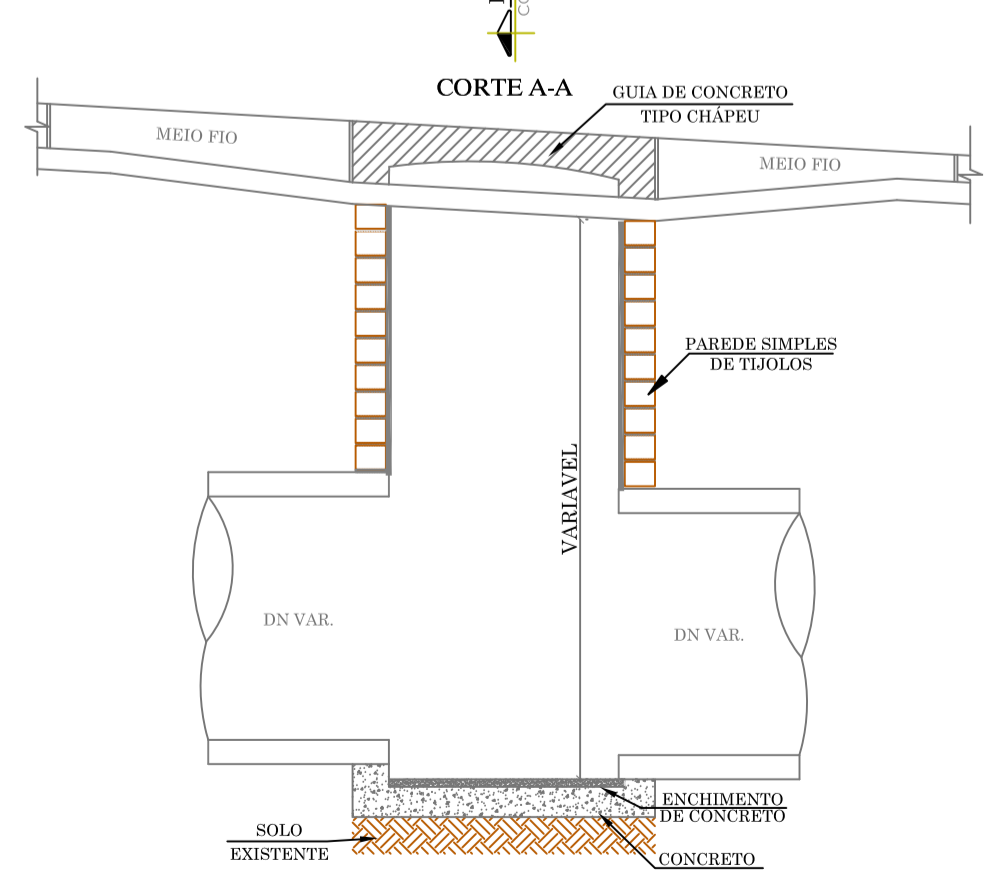 CORTE A-A
GUIA DE CONCRETO
TIPO CHÁPEU
MEIO FIO
MEIO FIO
PAREDE SIMPLES
DE TIJOLOS
VARIAVEL
DN VAR.
DN VAR.
ENCHIMENTO
DE CONCRETO
SOLO
EXISTENTE
CONCRETO